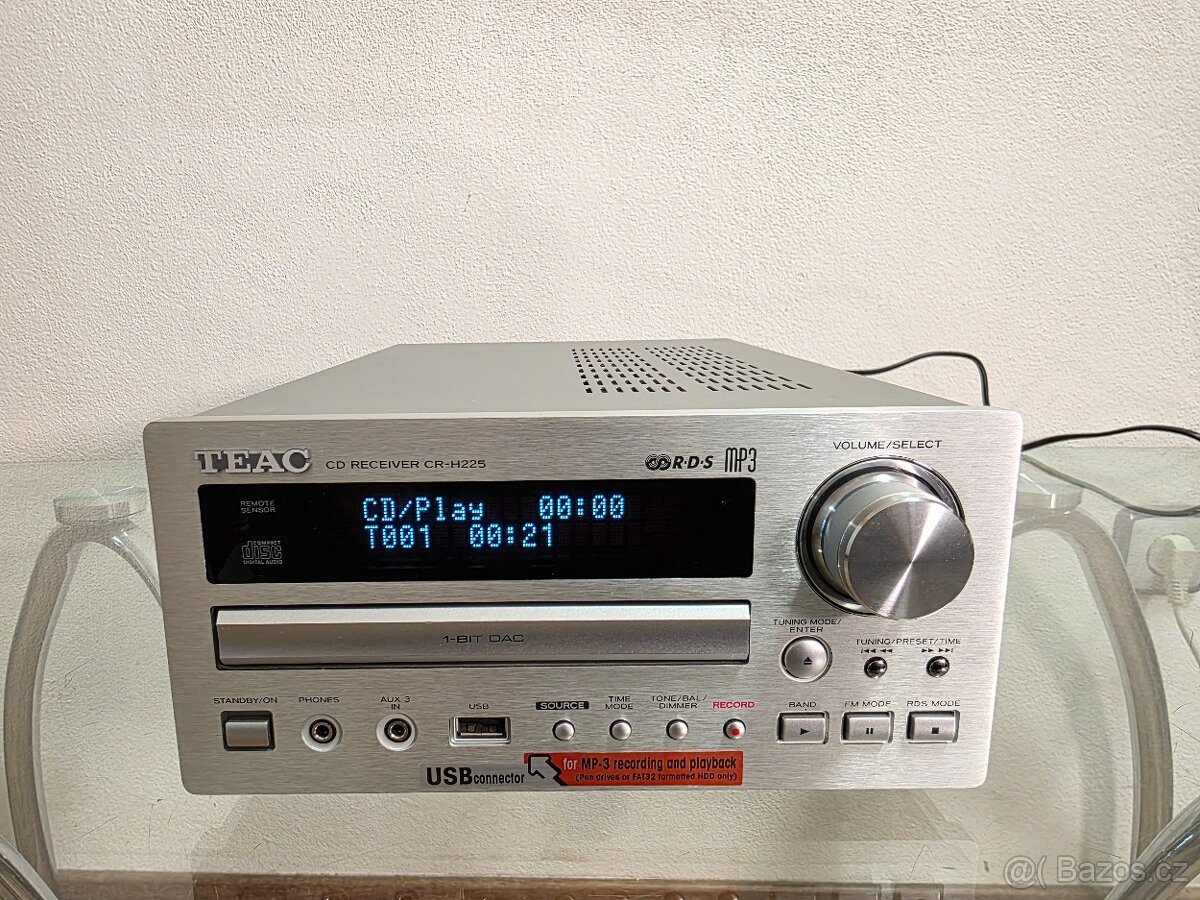 TEAC CD RECEIVER CR-H225
R·D·S MP3
VOLUME/SELECT
REMOTE
SENSOR
CD/Play 00:00
T001 00:21
COMPACT
disc
DIGITAL AUDIO
1-BIT DAC
TUNING MODE/
ENTER
TUNING/PRESET/TIME
STANDBY/ON
PHONES
AUX 3
IN
USB
SOURCE
TIME
MODE
TONE/BAL/
DIMMER
RECORD
BAND
FM MODE
RDS MODE
USB connector
for MP-3 recording and playback
(Pen drives or FAT32 formatted HDD only)
@( Bazos.cz